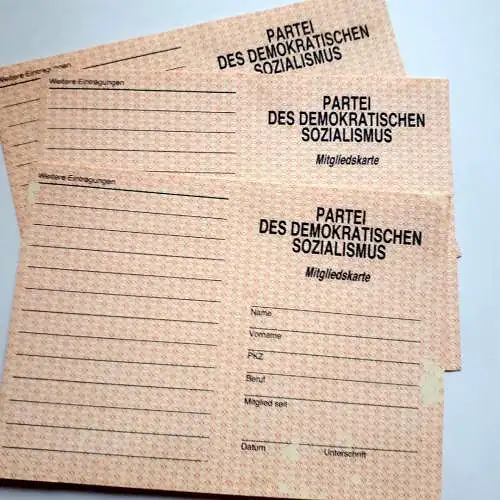 Weitere Eintragungen
PARTEI
DES DEMOKRATISCHEN
SOZIALISMUS
Weitere Eintragungen
PARTEI
DES DEMOKRATISCHEN
SOZIALISMUS
Mitgliedskarte
Weitere Eintragungen
PARTEI
DES DEMOKRATISCHEN
SOZIALISMUS
Mitgliedskarte
Name
Vorname
PKZ
Beruf
Mitglied seit
Datum Unterschrift